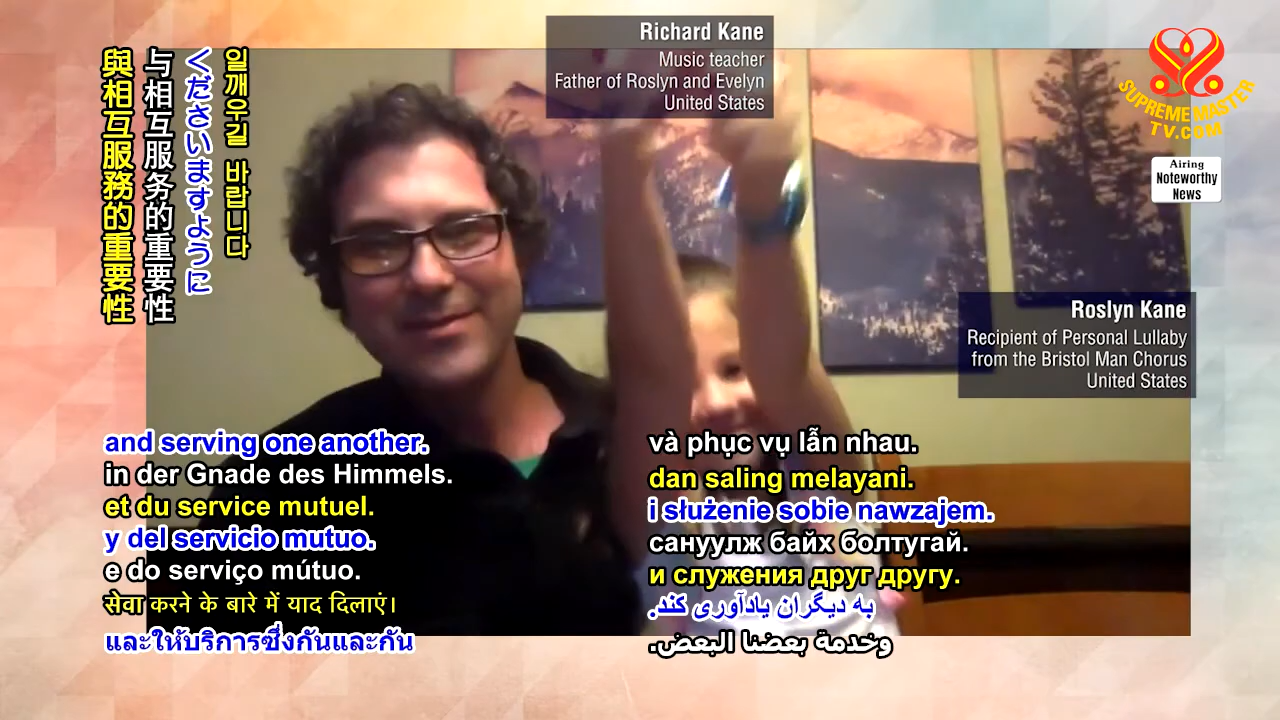 Richard Kane
Music teacher
Father of Roslyn and Evelyn
United States
SUPREME MASTER
TV.COM
Airing
Noteworthy
News
與相互服務的重要性
与相互服务的重要性
くださいますように
일깨우길 바랍니다
Roslyn Kane
Recipient of Personal Lullaby
from the Bristol Man Chorus
United States
and serving one another.
in der Gnade des Himmels.
et du service mutuel.
y del servicio mutuo.
e do serviço mútuo.
सेवा करने के बारे में याद दिलाएं।
และให้บริการซึ่งกันและกัน
và phục vụ lẫn nhau.
dan saling melayani.
i służenie sobie nawzajem.
сануулж байх болтугай.
и служения друг другу.
به دیگران یادآوری کند.
وخدمة بعضنا البعض.